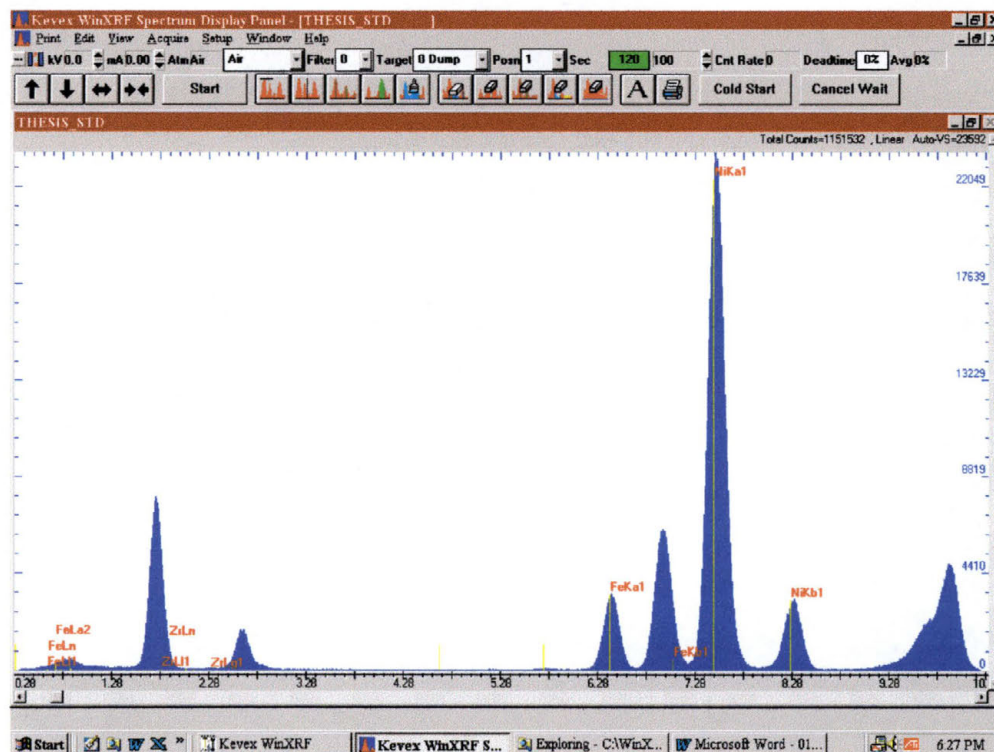 Kevex WinXRF Spectrum Display Panel - [THESIS_STD ]
Print Edit View Acquire Setup Window Help
kV 0.0 mA 0.00 Atm Air Air Filter 0 Target 0 Dump Posn 1 Sec 120 100 Cnt Rate 0 Deadtime 0% Avg 0%
Start A Cold Start Cancel Wait
THESIS_STD
Total Counts=1151532 , Linear Auto-VS=23592
NiKa1
22049
17639
13229
8819
4410
FeKa1
NiKb1
FeLa2
ZrLn
FeLn
FeKb1
ZrLl1
0.28 1.28 2.28 3.28 4.28 5.28 6.28 7.28 8.28 9.28 10.
Start Kevex WinXRF Kevex WinXRF S... Exploring - C:\WinX... Microsoft Word - 01... 6:27 PM